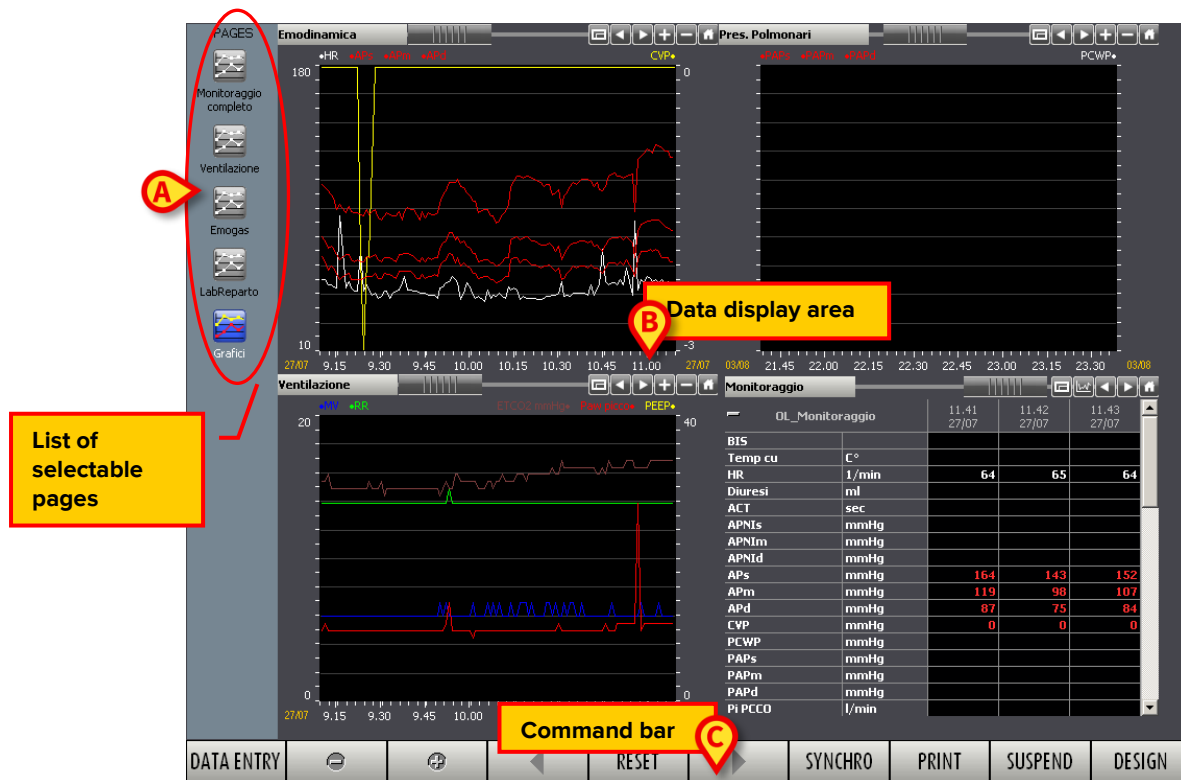 PAGES
Monitoraggio
completo
Ventilazione
Emogas
LabReparto
Grafici
A
List of
selectable
pages
Emodinamica
•HR •APs •APm •APd CVP•
180 0
10 -3
27/07 9.15 9.30 9.45 10.00 10.15 10.30 10.45 11.00 27/07
Pres. Polmonari
•PAPs •PAPm •PAPd PCWP•
03/08 21.45 22.00 22.15 22.30 22.45 23.00 23.15 23.30 03/08
B
Data display area
Ventilazione
•MV •RR ETCO2 mmHg• PEEP•
20 40
0 0
27/07 9.15 9.30 9.45 10.00
Monitoraggio
OL_Monitoraggio 11.41 11.42 11.43
27/07 27/07 27/07
BIS
Temp cu C°
HR 1/min 64 65 64
Diuresi ml
ACT sec
APNIs mmHg
APNIm mmHg
APNId mmHg
APs mmHg 164 143 152
APm mmHg 119 98 107
APd mmHg 87 75 84
CVP mmHg 0 0 0
PCWP mmHg
PAPs mmHg
PAPm mmHg
PAPd mmHg
Pi PCCO l/min
Command bar
C
DATA ENTRY RESET SYNCHRO PRINT SUSPEND DESIGN